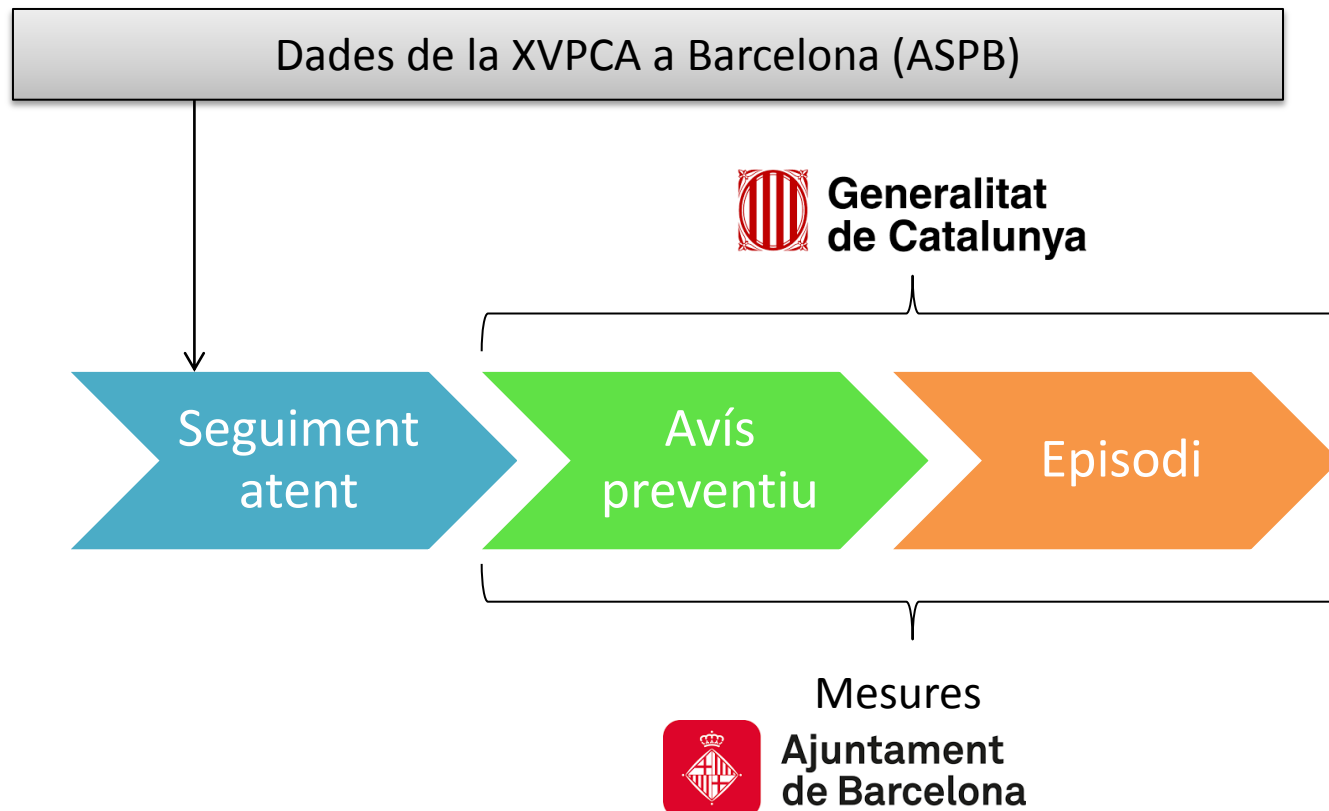 Dades de la XVPCA a Barcelona (ASPB)
Generalitat
de Catalunya
Seguiment
atent
Avís
preventiu
Episodi
Mesures
Ajuntament
de Barcelona